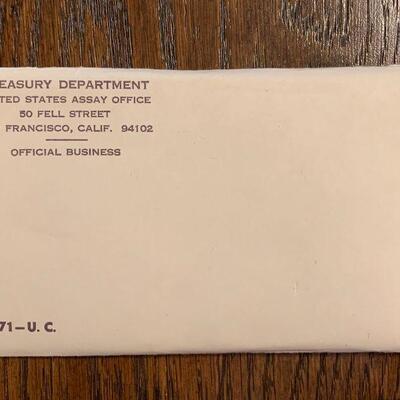 EASURY DEPARTMENT
TED STATES ASSAY OFFICE
50 FELL STREET
FRANCISCO, CALIF. 94102
OFFICIAL BUSINESS
71-U. C.